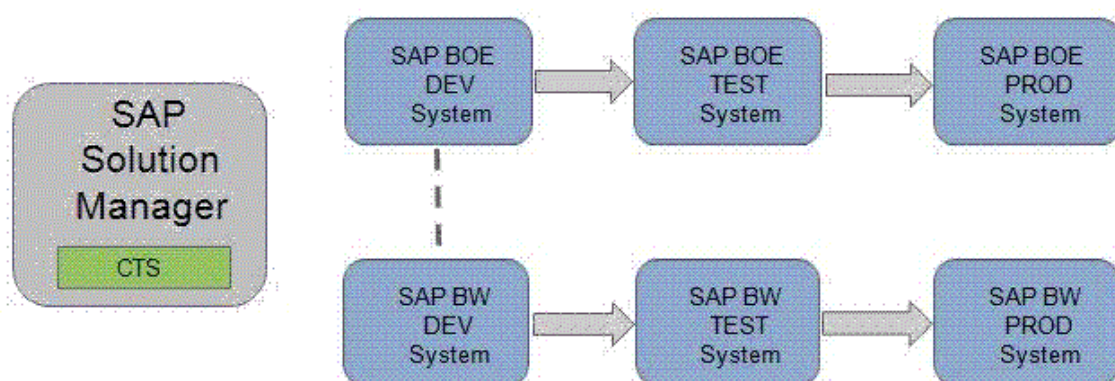 SAP
Solution
Manager
CTS
SAP BOE
DEV
System
SAP BOE
TEST
System
SAP BOE
PROD
System
SAP BW
DEV
System
SAP BW
TEST
System
SAP BW
PROD
System